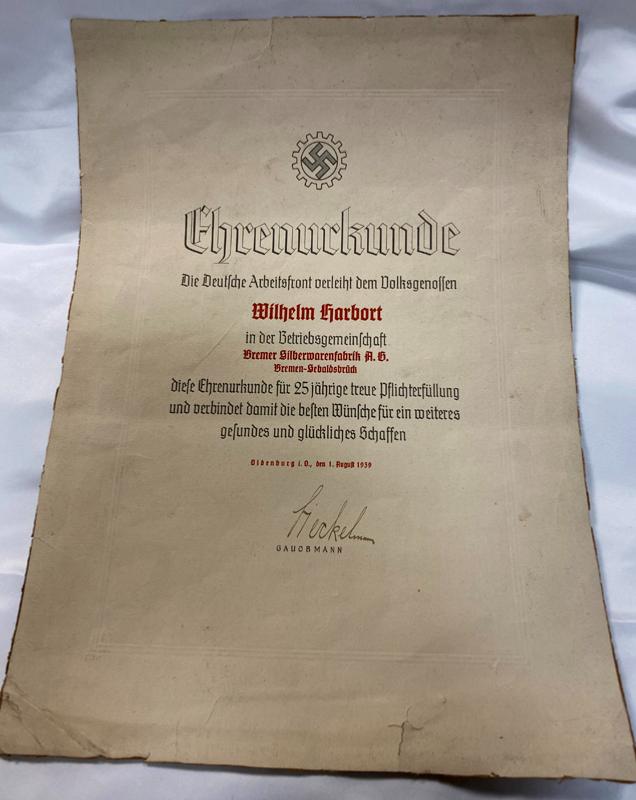 Ehrenurkunde
Die Deutsche Arbeitsfront verleiht dem Volksgenossen
Wilhelm Harbort
in der Betriebsgemeinschaft
Bremer Silberwarenfabrik A. G.
Bremen-Sebaldsbrück
diese Ehrenurkunde für 25 jährige treue Pflichterfüllung
und verbindet damit die besten Wünsche für ein weiteres
gesundes und glückliches Schaffen
Oldenburg i. O., den 1. August 1939
GAUOBMANN